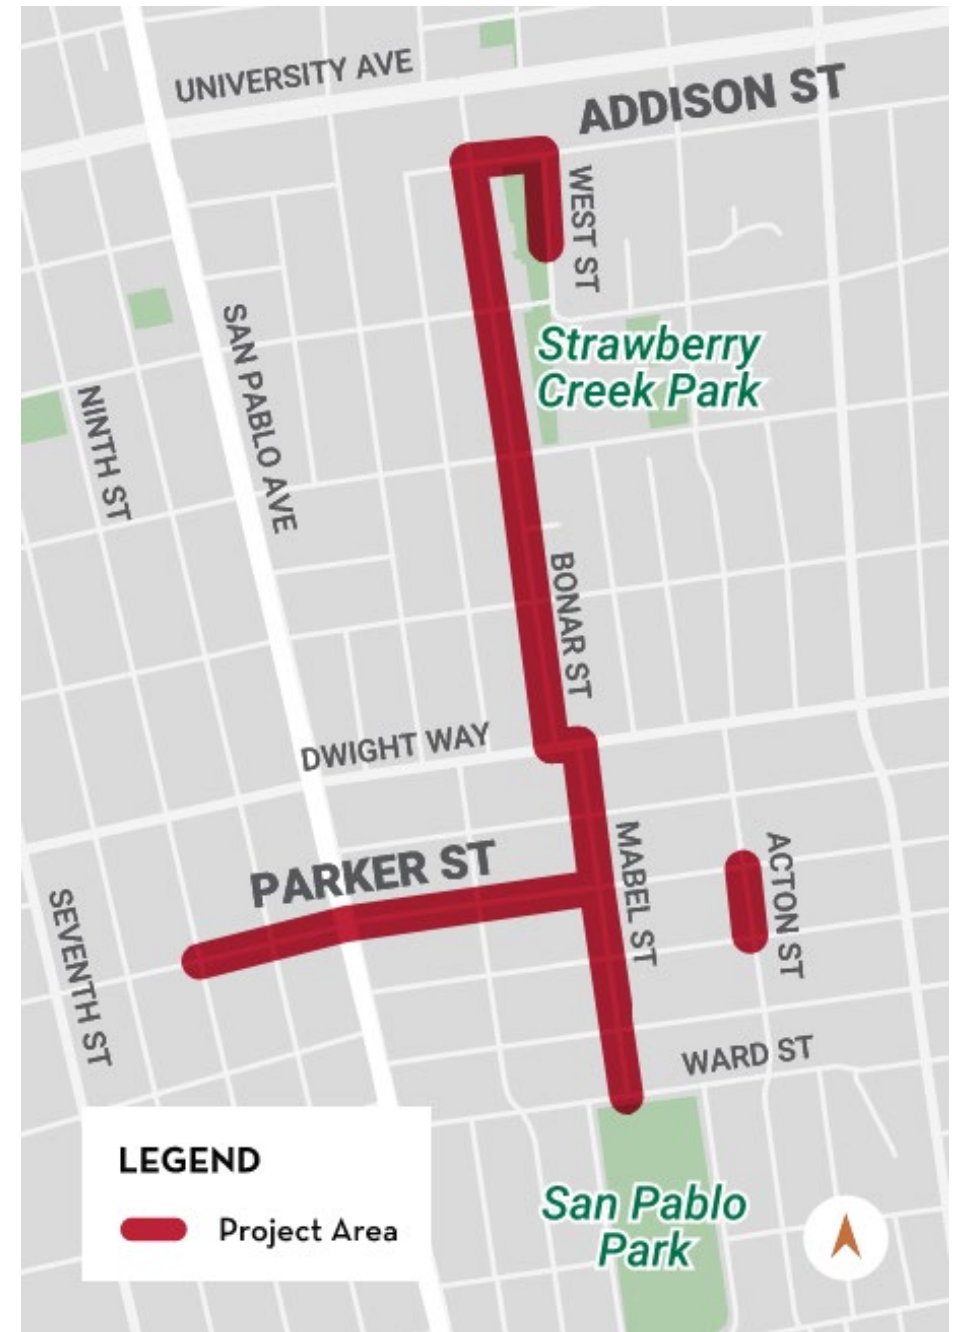 UNIVERSITY AVE
ADDISON ST
WEST ST
SAN PABLO AVE
Strawberry
Creek Park
NINTH ST
BONAR ST
DWIGHT WAY
PARKER ST
MABEL ST
ACTON ST
SEVENTH ST
WARD ST
LEGEND
Project Area
San Pablo
Park